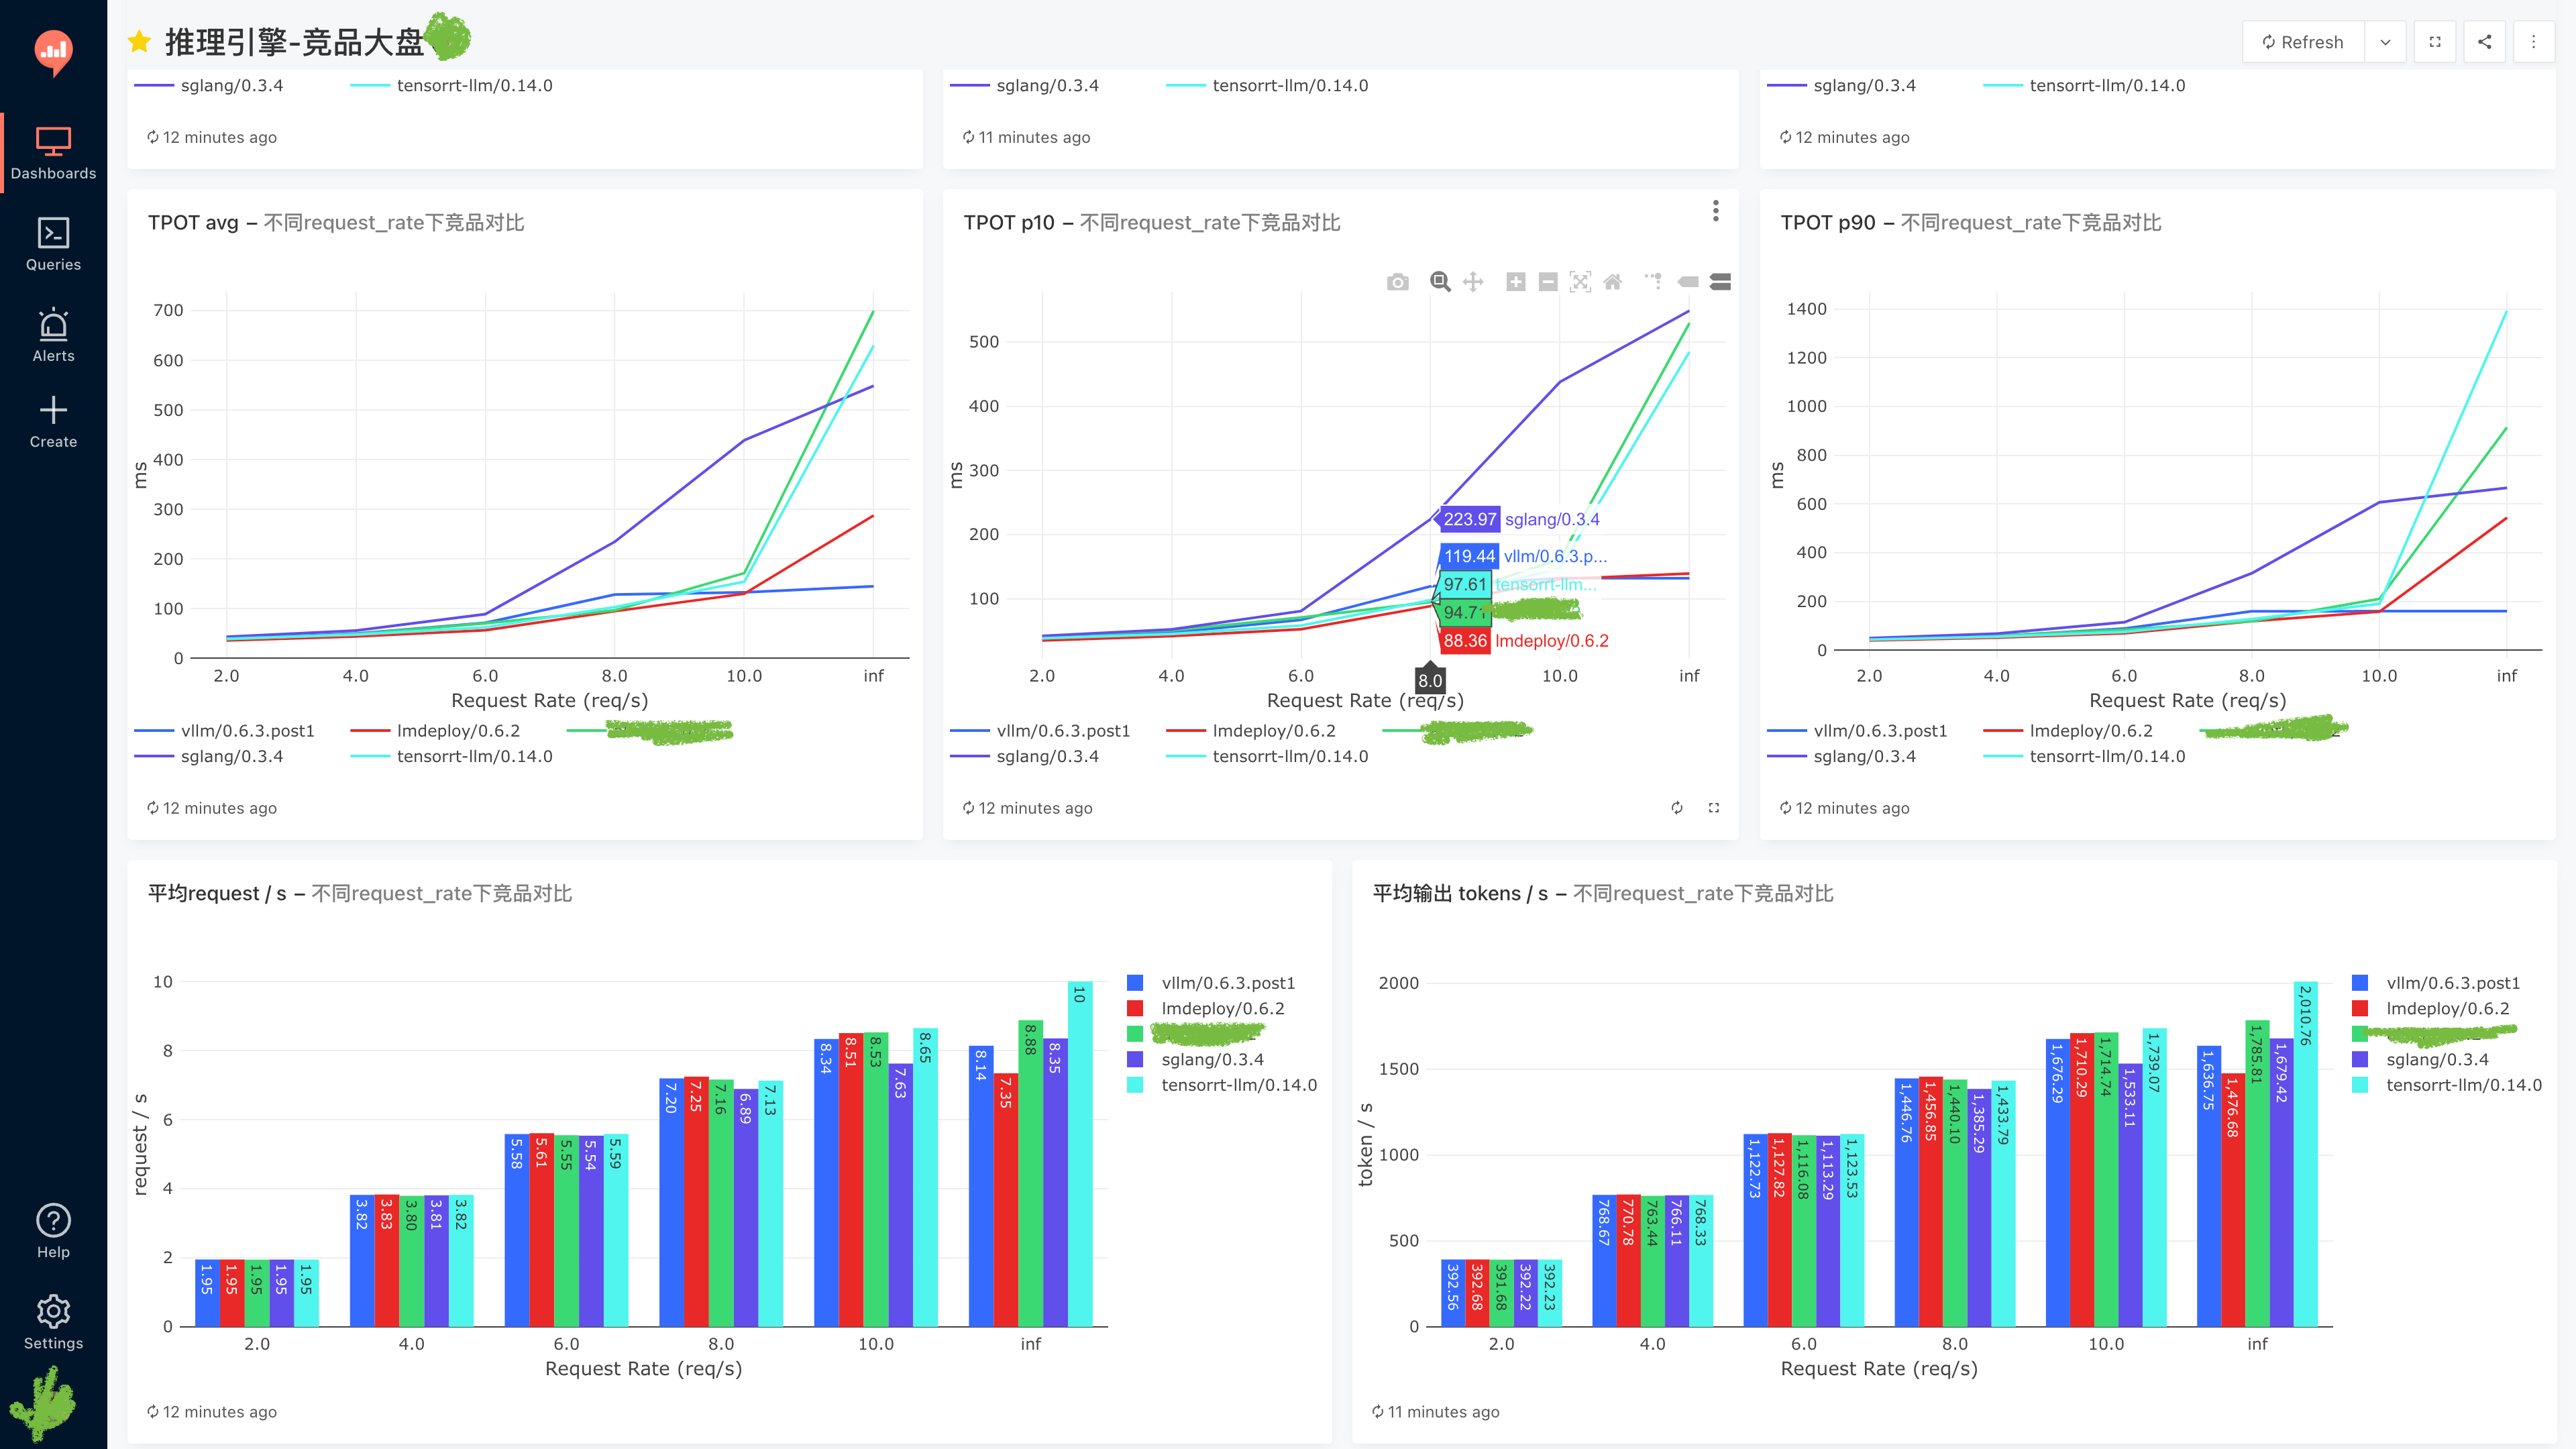 推理引擎-竞品大盘
Refresh
Dashboards
Queries
Alerts
Create
Help
Settings
sglang/0.3.4 tensorrt-llm/0.14.0
12 minutes ago
sglang/0.3.4 tensorrt-llm/0.14.0
11 minutes ago
sglang/0.3.4 tensorrt-llm/0.14.0
12 minutes ago
TPOT avg – 不同request_rate下竞品对比
700
600
500
400
300
200
100
0
ms
2.0 4.0 6.0 8.0 10.0 inf
Request Rate (req/s)
vllm/0.6.3.post1 lmdeploy/0.6.2
sglang/0.3.4 tensorrt-llm/0.14.0
12 minutes ago
TPOT p10 – 不同request_rate下竞品对比
500
400
300
200
100
ms
223.97 sglang/0.3.4
119.44 vllm/0.6.3.p...
97.61 tensorrt-llm...
94.71
88.36 lmdeploy/0.6.2
2.0 4.0 6.0 8.0 10.0 inf
Request Rate (req/s)
vllm/0.6.3.post1 lmdeploy/0.6.2
sglang/0.3.4 tensorrt-llm/0.14.0
12 minutes ago
TPOT p90 – 不同request_rate下竞品对比
1400
1200
1000
800
600
400
200
0
ms
2.0 4.0 6.0 8.0 10.0 inf
Request Rate (req/s)
vllm/0.6.3.post1 lmdeploy/0.6.2
sglang/0.3.4 tensorrt-llm/0.14.0
12 minutes ago
平均request / s – 不同request_rate下竞品对比
10
8
6
4
2
0
request / s
1.95 1.95 1.95 1.95 1.95
3.82 3.83 3.80 3.81 3.82
5.58 5.61 5.55 5.54 5.59
7.20 7.25 7.16 6.89 7.13
8.34 8.51 8.53 7.63 8.65
8.14 7.35 8.88 8.35 10
2.0 4.0 6.0 8.0 10.0 inf
Request Rate (req/s)
vllm/0.6.3.post1
lmdeploy/0.6.2
sglang/0.3.4
tensorrt-llm/0.14.0
12 minutes ago
平均输出 tokens / s – 不同request_rate下竞品对比
2000
1500
1000
500
0
token / s
392.56 392.68 391.68 392.22 392.23
768.67 770.78 763.44 766.11 768.33
1,122.73 1,127.82 1,116.08 1,113.29 1,123.53
1,446.76 1,456.85 1,440.10 1,385.29 1,433.79
1,676.29 1,710.29 1,714.74 1,533.11 1,739.07
1,636.75 1,476.68 1,785.81 1,679.42 2,010.76
2.0 4.0 6.0 8.0 10.0 inf
Request Rate (req/s)
vllm/0.6.3.post1
lmdeploy/0.6.2
sglang/0.3.4
tensorrt-llm/0.14.0
11 minutes ago